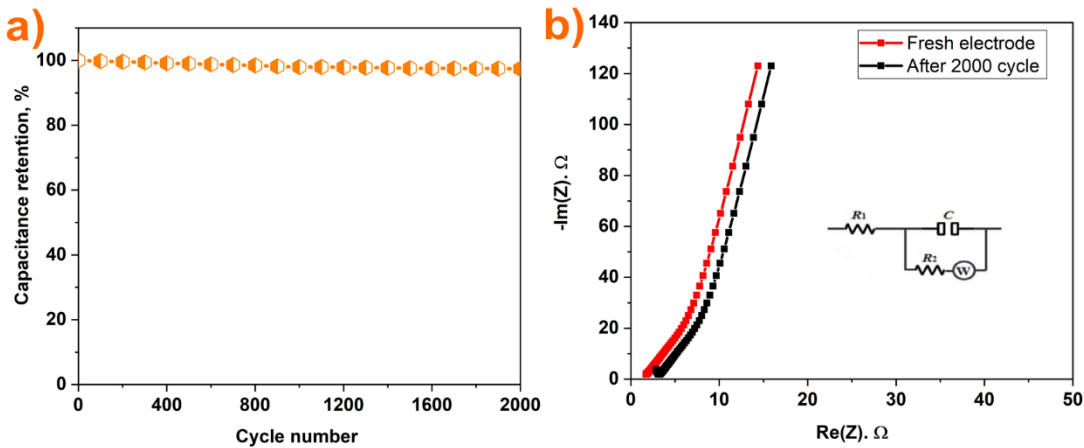 a)
Capacitance retention, %
100
80
60
40
20
0
0 400 800 1200 1600 2000
Cycle number
b)
-Im(Z). Ω
140
120
100
80
60
40
20
0
0 10 20 30 40 50
Re(Z). Ω
Fresh electrode
After 2000 cycle
R1
C
R2
W